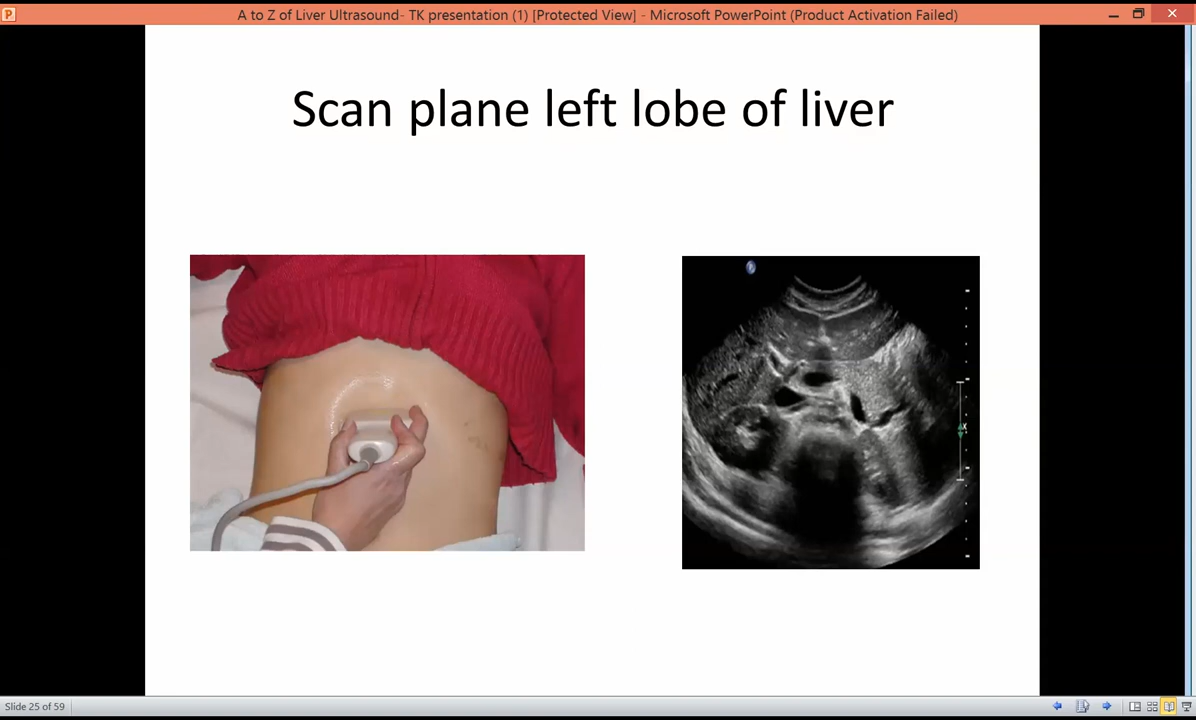 A to Z of Liver Ultrasound- TK presentation (1) [Protected View] - Microsoft PowerPoint (Product Activation Failed)
Scan plane left lobe of liver
Slide 25 of 59